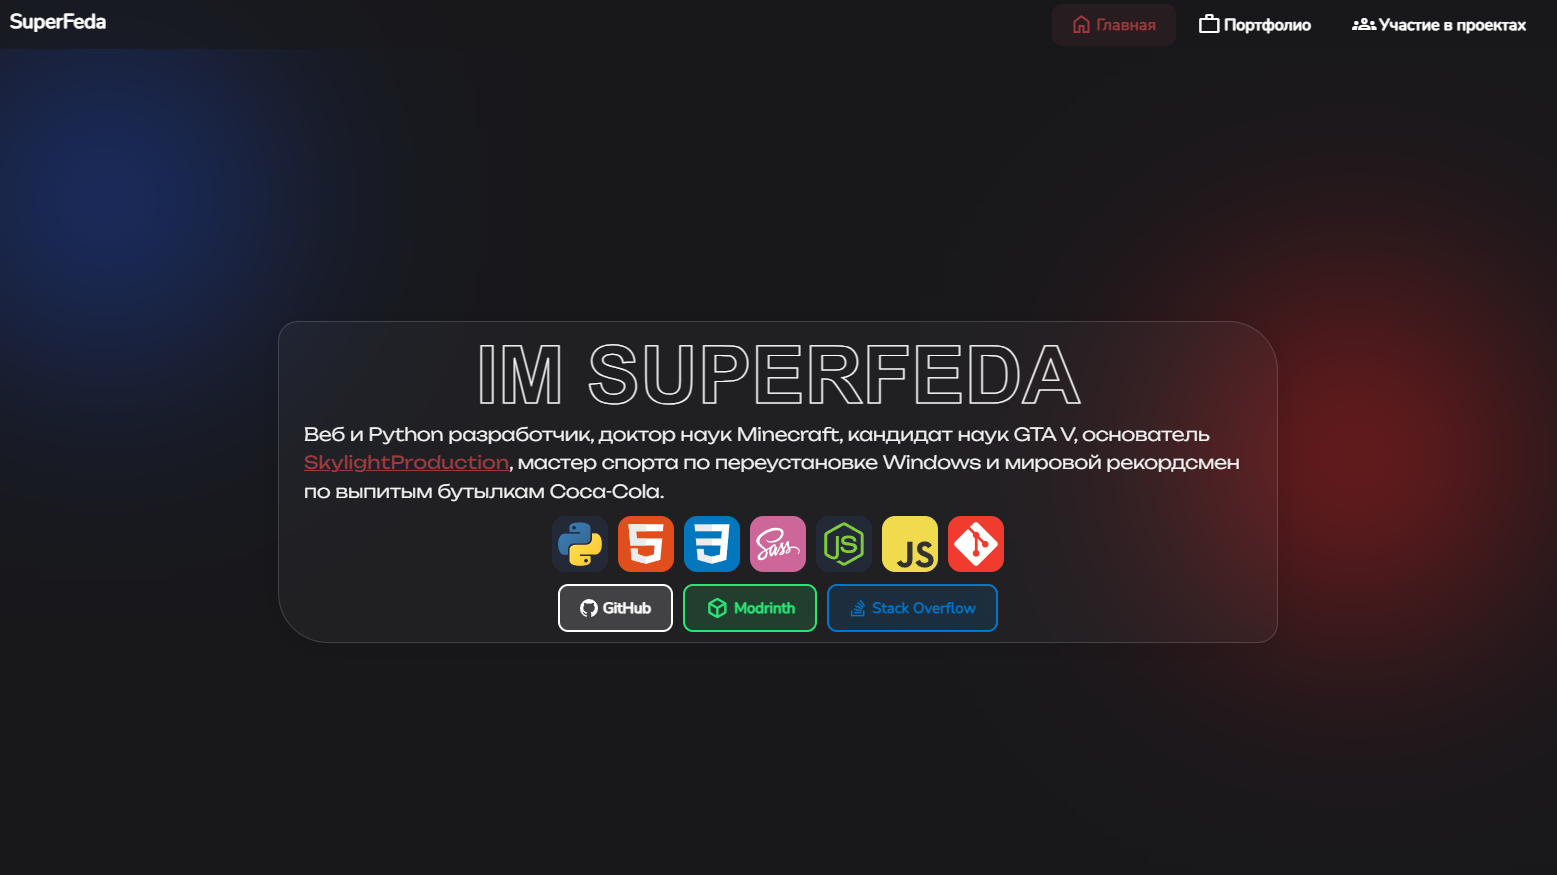 SuperFeda
Главная
Портфолио
Участие в проектах
IM SUPERFEDA
Веб и Python разработчик, доктор наук Minecraft, кандидат наук GTA V, основатель
SkylightProduction, мастер спорта по переустановке Windows и мировой рекордсмен
по выпитым бутылкам Coca-Cola.
Sass
JS
JS
GitHub
Modrinth
Stack Overflow